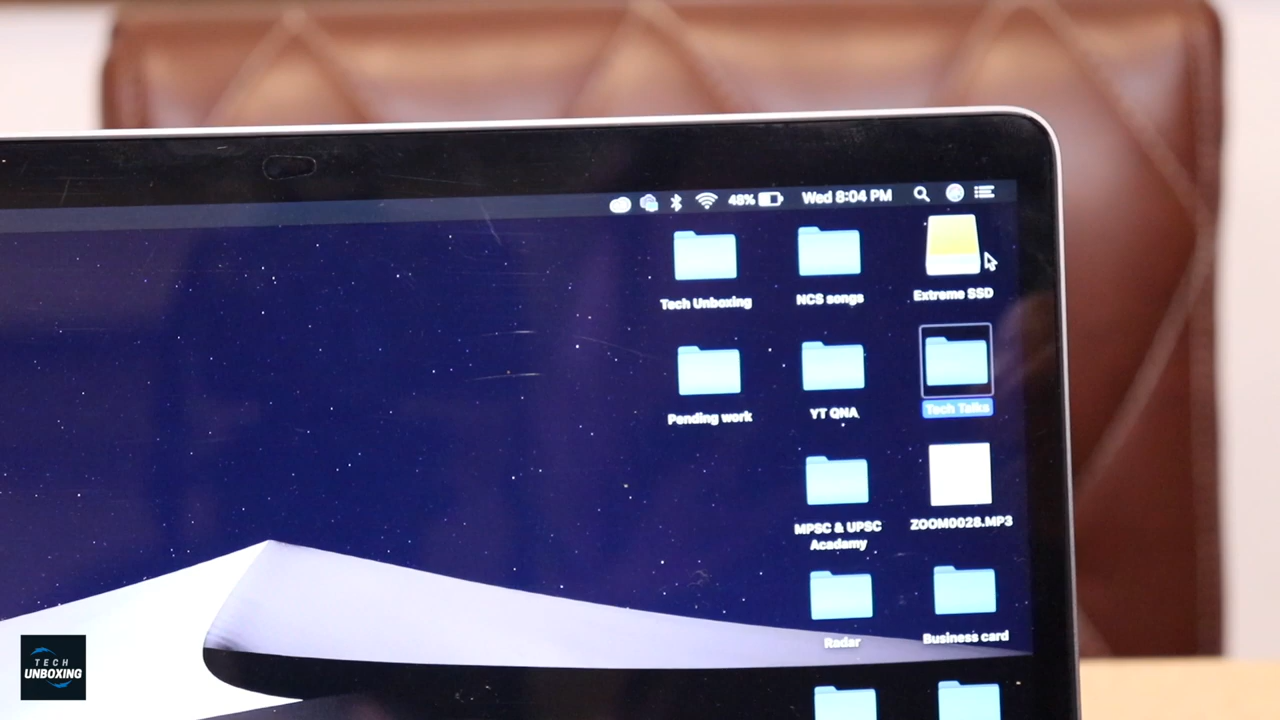 48% Wed 8:04 PM
Tech Unboxing
NCS songs
Extreme SSD
Pending work
YT QNA
Tech Talks
MPSC & UPSC
Acadamy
ZOOM0028.MP3
Radar
Business card
TECH
UNBOXING